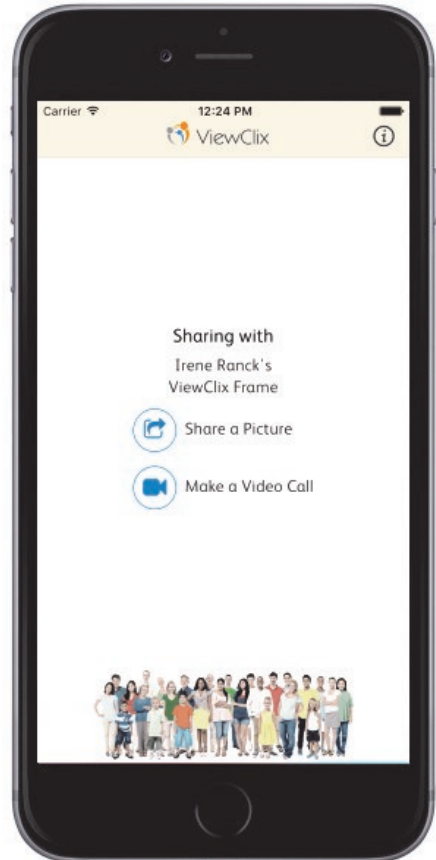 Carrier 12:24 PM
ViewClix
i
Sharing with
Irene Ranck's
ViewClix Frame
Share a Picture
Make a Video Call